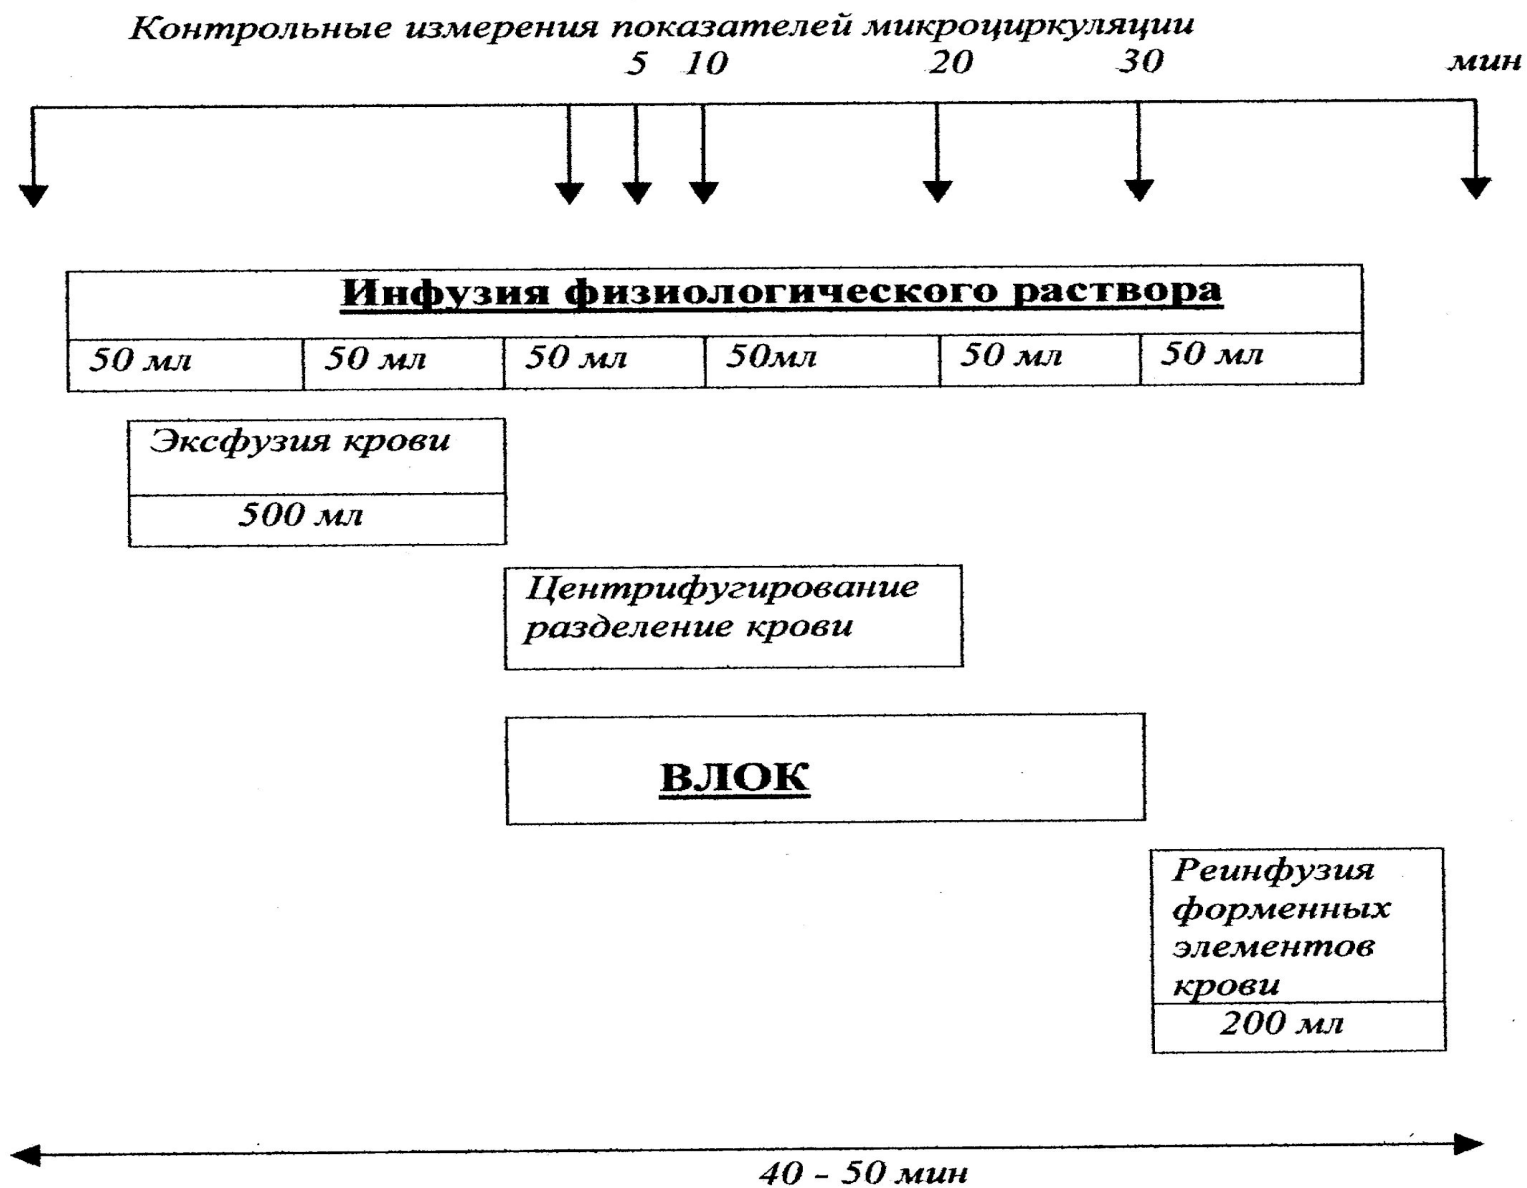 Контрольные измерения показателей микроциркуляции
5 10 20 30 мин
Инфузия физиологического раствора
50 мл 50 мл 50 мл 50мл 50 мл 50 мл
Эксфузия крови
500 мл
Центрифугирование
разделение крови
ВЛОК
Реинфузия
форменных
элементов
крови
200 мл
40 - 50 мин